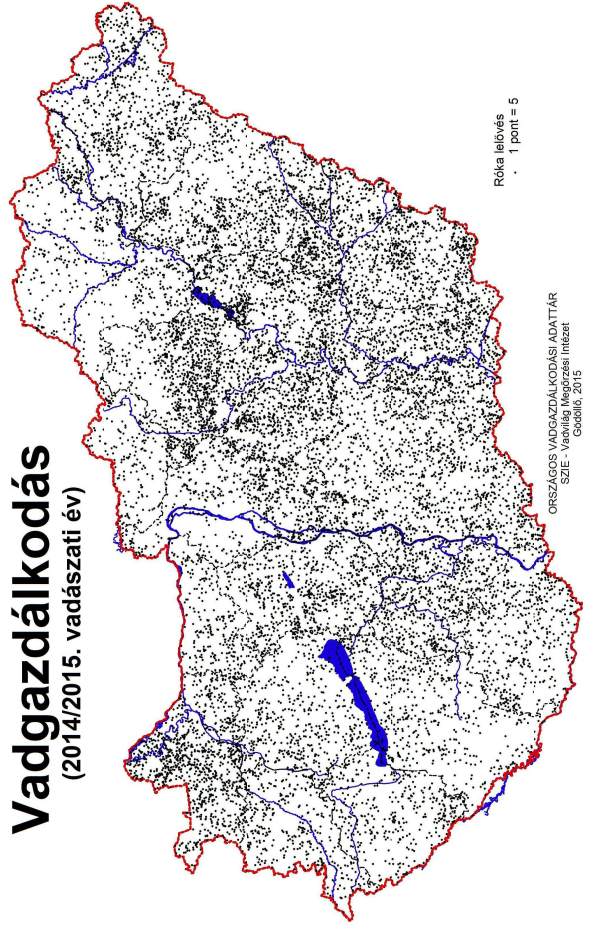 Vadgazdálkodás
(2014/2015. vadászati év)
Róka lelövés
· 1 pont = 5
ORSZÁGOS VADGAZDÁLKODÁSI ADATTÁR
SZIE - Vadvilág Megőrzési Intézet
Gödöllő, 2015